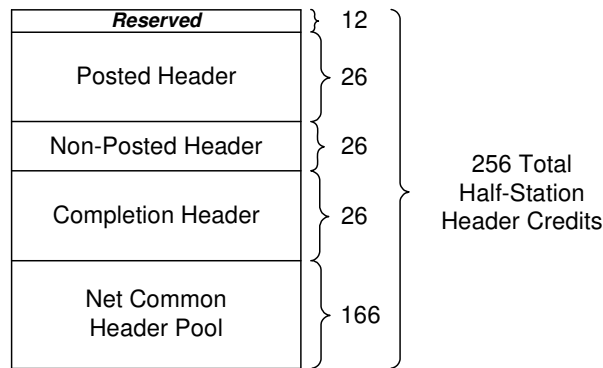 Reserved
12
Posted Header
26
Non-Posted Header
26
Completion Header
26
Net Common
Header Pool
166
256 Total
Half-Station
Header Credits